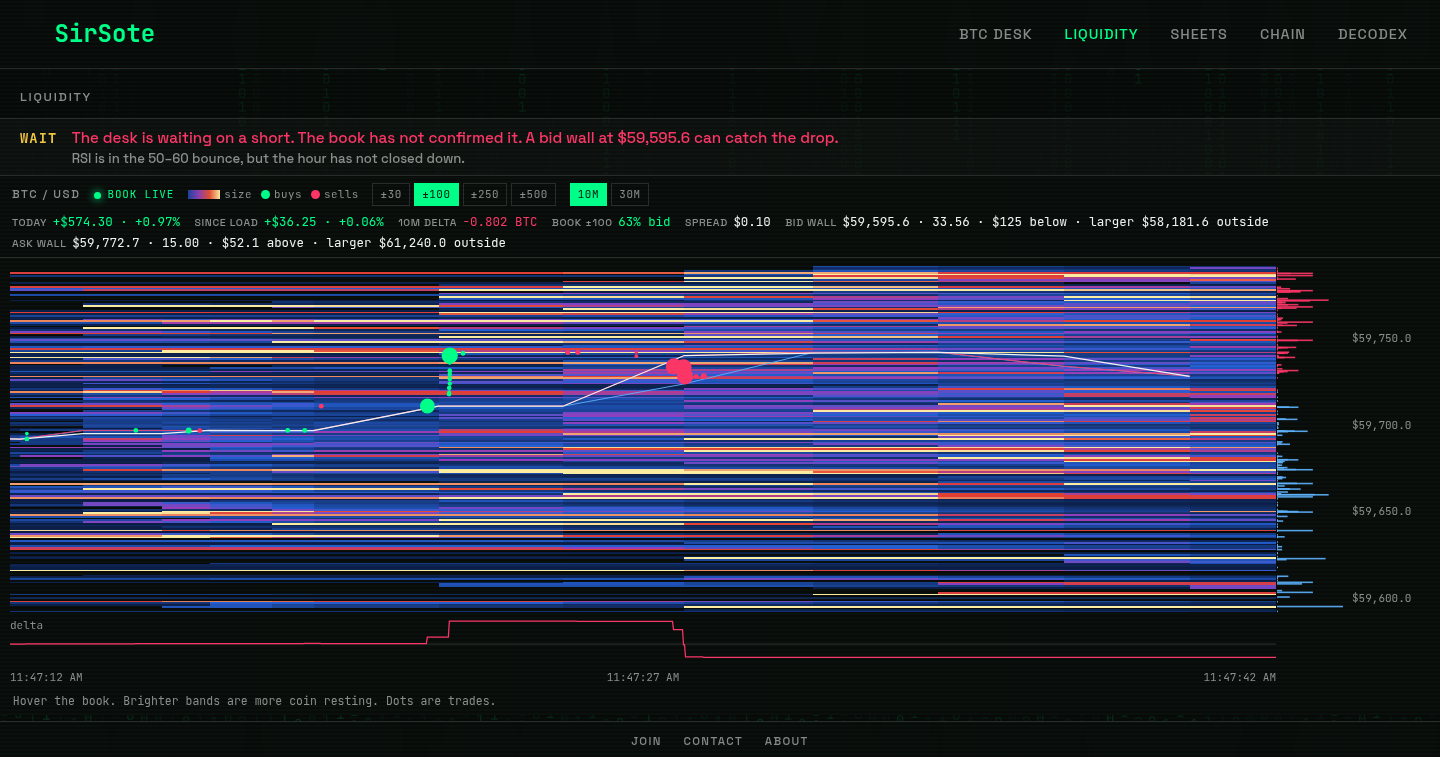 SirSote
BTC DESK LIQUIDITY SHEETS CHAIN DECODEX
LIQUIDITY
WAIT The desk is waiting on a short. The book has not confirmed it. A bid wall at $59,595.6 can catch the drop.
RSI is in the 50–60 bounce, but the hour has not closed down.
BTC / USD BOOK LIVE size buys sells ±30 ±100 ±250 ±500 10M 30M
TODAY +$574.30 · +0.97% SINCE LOAD +$36.25 · +0.06% 10M DELTA -0.802 BTC BOOK ±100 63% bid SPREAD $0.10 BID WALL $59,595.6 · 33.56 · $125 below · larger $58,181.6 outside
ASK WALL $59,772.7 · 15.00 · $52.1 above · larger $61,240.0 outside
$59,750.0
$59,700.0
$59,650.0
$59,600.0
delta
11:47:12 AM 11:47:27 AM 11:47:42 AM
Hover the book. Brighter bands are more coin resting. Dots are trades.
JOIN CONTACT ABOUT